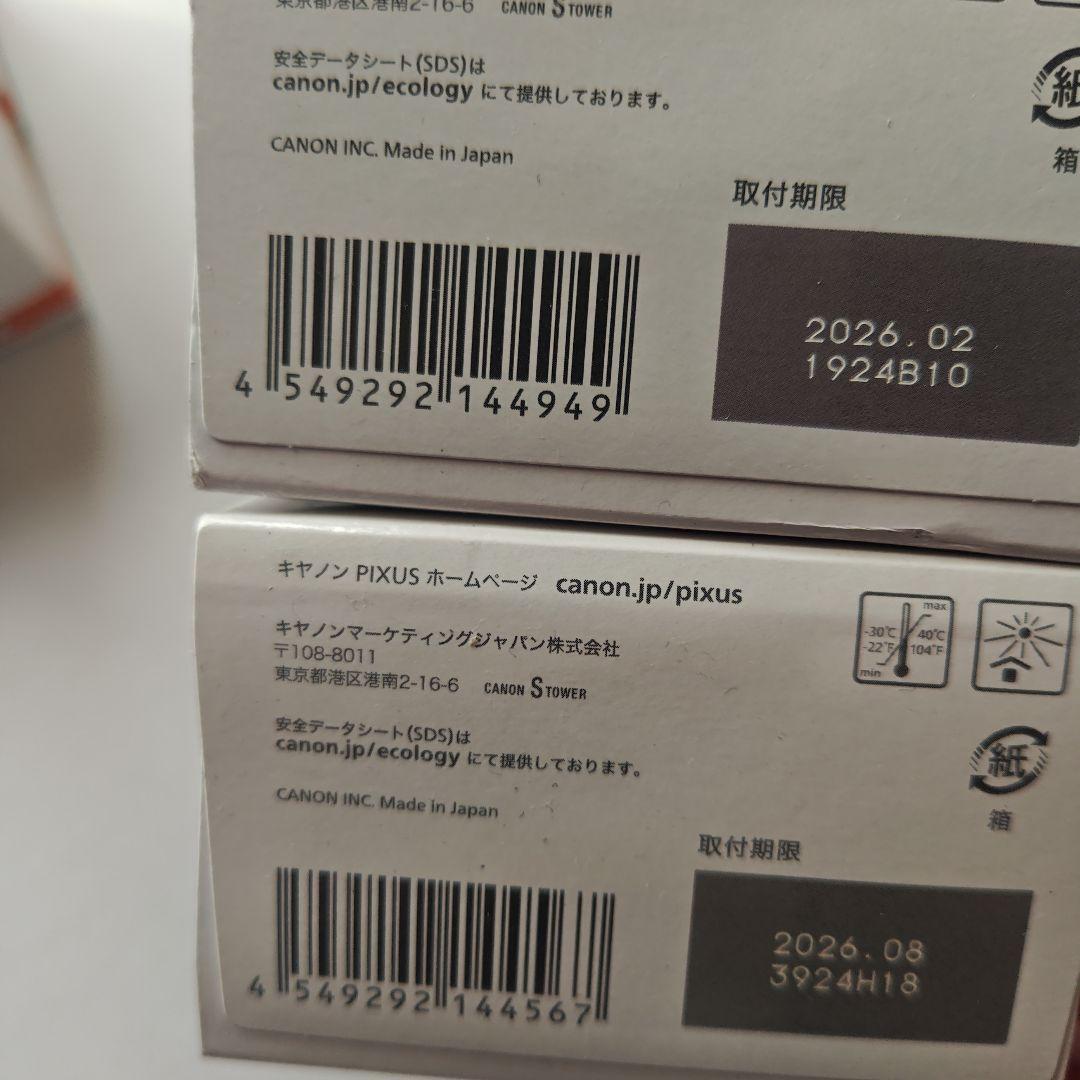 東京都港区港南2-16-6 CANON S TOWER
安全データシート(SDS)は
canon.jp/ecology にて提供しております。
紙
箱
CANON INC. Made in Japan
取付期限
2026.02
1924B10
4 549292 144949
キヤノン PIXUS ホームページ canon.jp/pixus
キヤノンマーケティングジャパン株式会社
〒108-8011
東京都港区港南2-16-6 CANON S TOWER
max
-30℃ 40℃
-22°F 104°F
min
安全データシート(SDS)は
canon.jp/ecology にて提供しております。
紙
箱
CANON INC. Made in Japan
取付期限
2026.08
3924H18
4 549292 144567